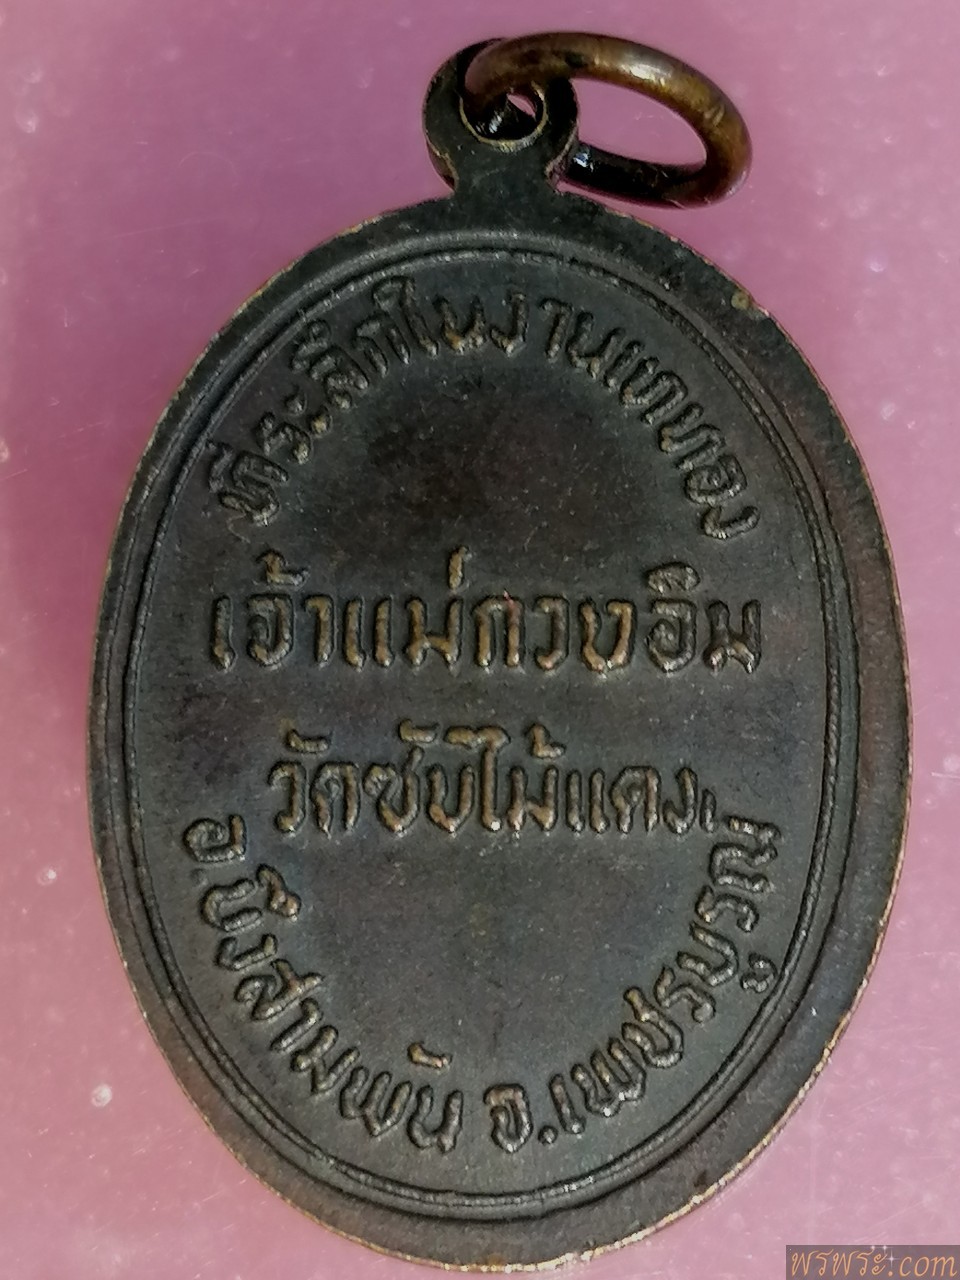 ที่ระลึกในงานเททอง
เจ้าแม่กวงอิม
วัดซับไม้แดง
อ.บึงสามพัน จ.เพชรบูรณ์
พรพระ.com